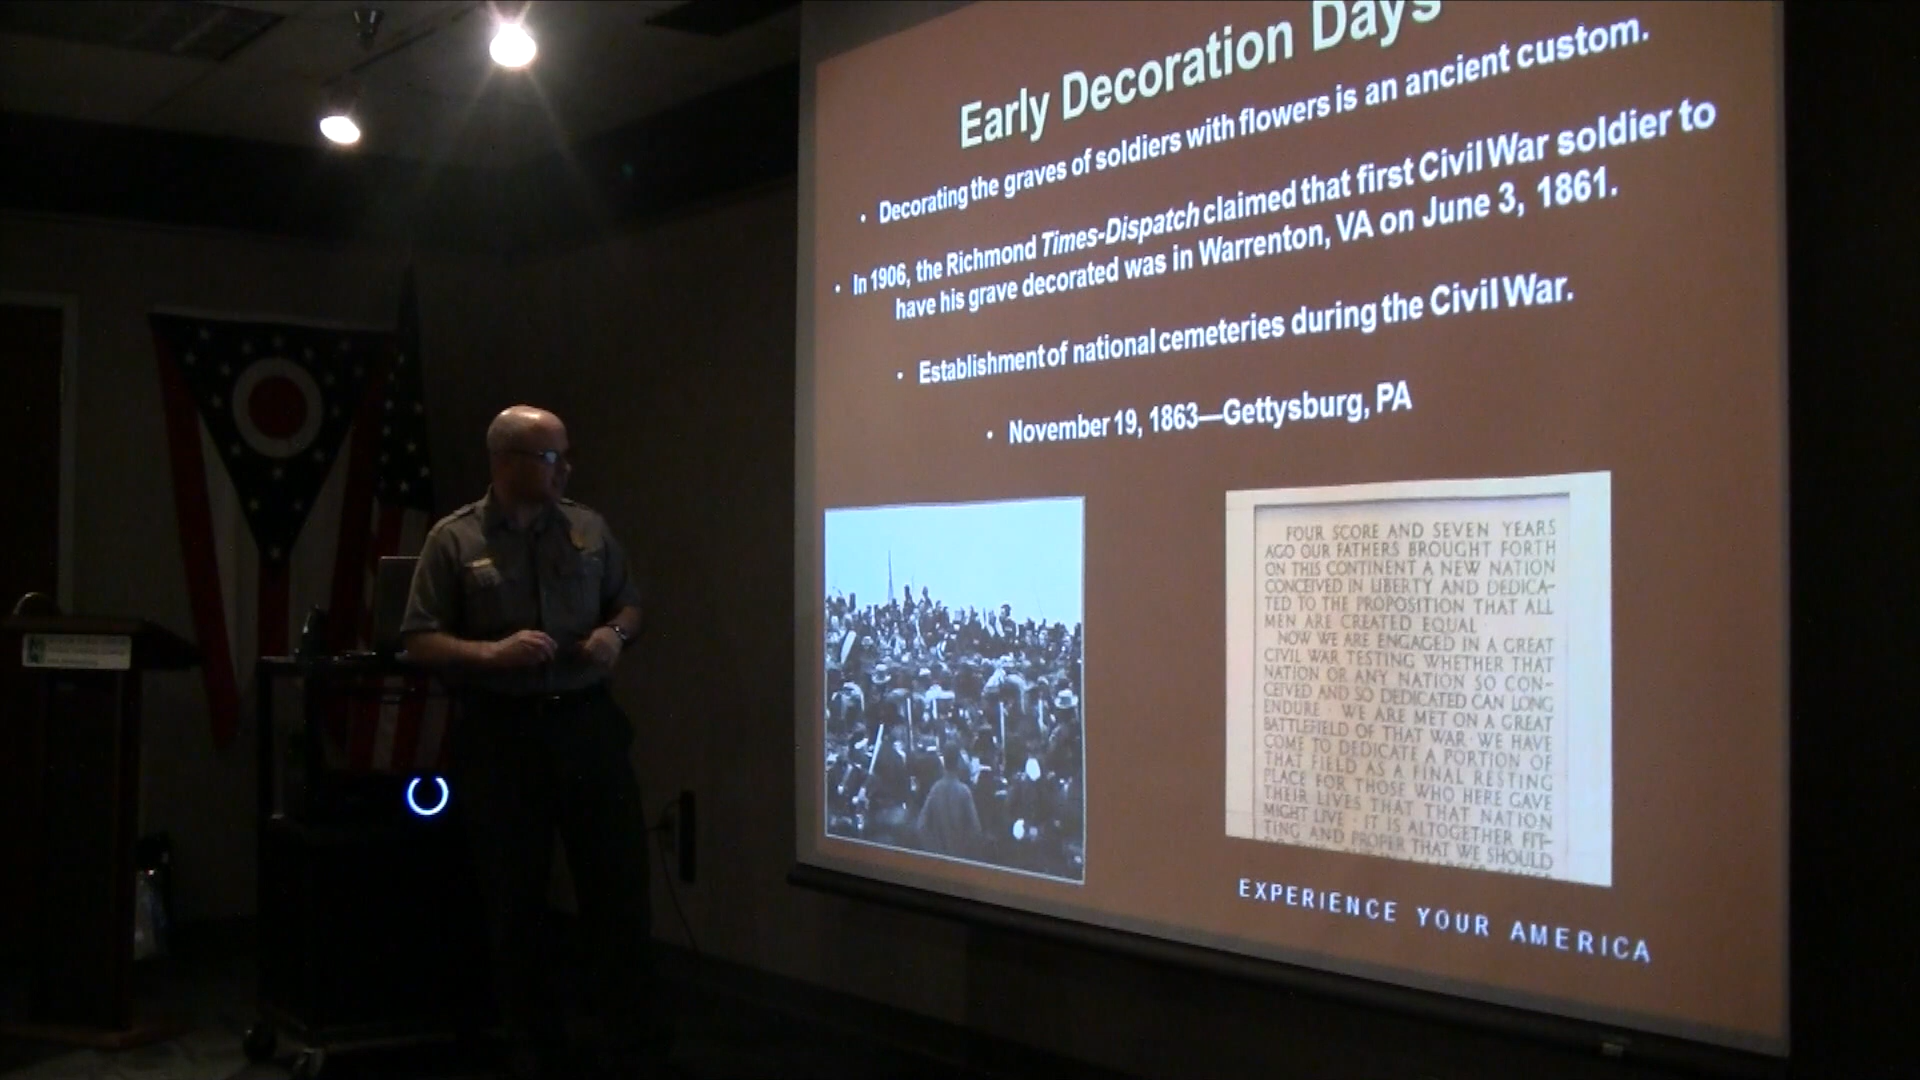 Early Decoration Days
• Decorating the graves of soldiers with flowers is an ancient custom.
• In 1906, the Richmond Times-Dispatch claimed that first Civil War soldier to
have his grave decorated was in Warrenton, VA on June 3, 1861.
• Establishment of national cemeteries during the Civil War.
• November 19, 1863—Gettysburg, PA
FOUR SCORE AND SEVEN YEARS
AGO OUR FATHERS BROUGHT FORTH
ON THIS CONTINENT A NEW NATION
CONCEIVED IN LIBERTY AND DEDICA-
TED TO THE PROPOSITION THAT ALL
MEN ARE CREATED EQUAL ·
NOW WE ARE ENGAGED IN A GREAT
CIVIL WAR TESTING WHETHER THAT
NATION OR ANY NATION SO CON-
CEIVED AND SO DEDICATED CAN LONG
ENDURE · WE ARE MET ON A GREAT
BATTLEFIELD OF THAT WAR · WE HAVE
COME TO DEDICATE A PORTION OF
THAT FIELD AS A FINAL RESTING
PLACE FOR THOSE WHO HERE GAVE
THEIR LIVES THAT THAT NATION
MIGHT LIVE · IT IS ALTOGETHER FIT-
TING AND PROPER THAT WE SHOULD
EXPERIENCE YOUR AMERICA